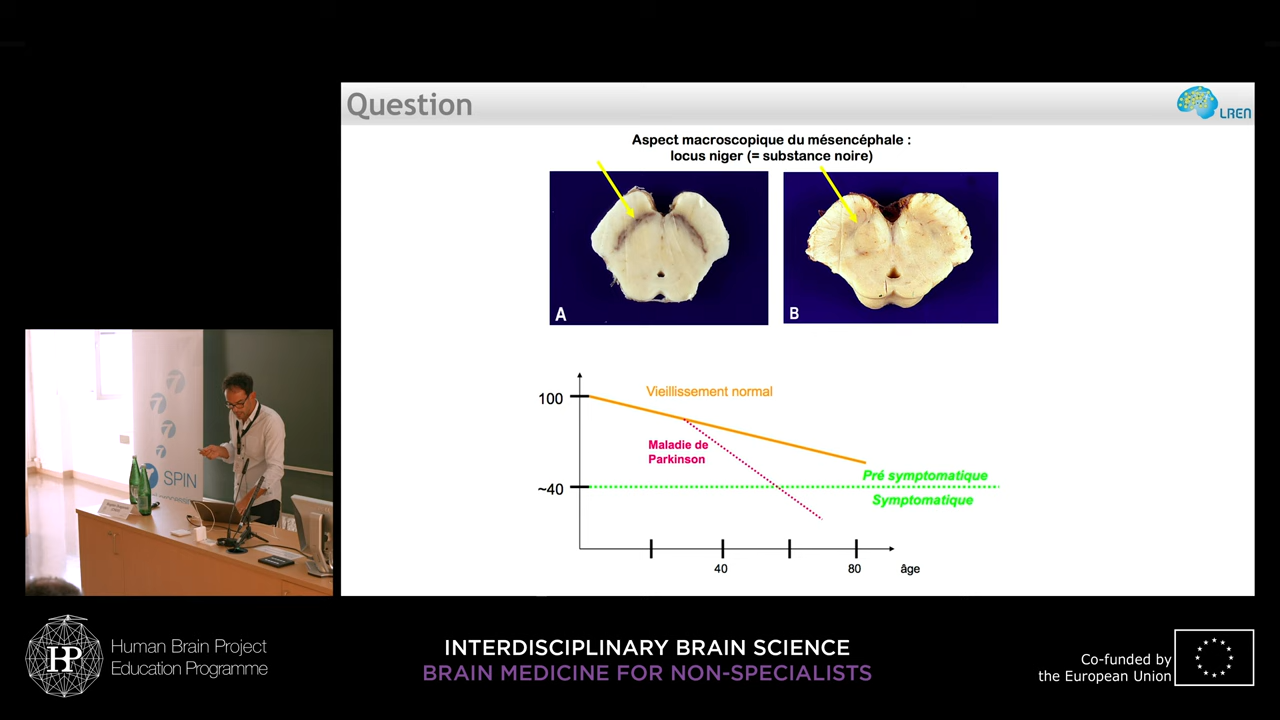 Question
LREN
Aspect macroscopique du mésencéphale :
locus niger (= substance noire)
A
B
100
Vieillissement normal
Maladie de
Parkinson
Pré symptomatique
~40
Symptomatique
40
80
âge
SPIN
HBP
Human Brain Project
Education Programme
INTERDISCIPLINARY BRAIN SCIENCE
BRAIN MEDICINE FOR NON-SPECIALISTS
Co-funded by
the European Union